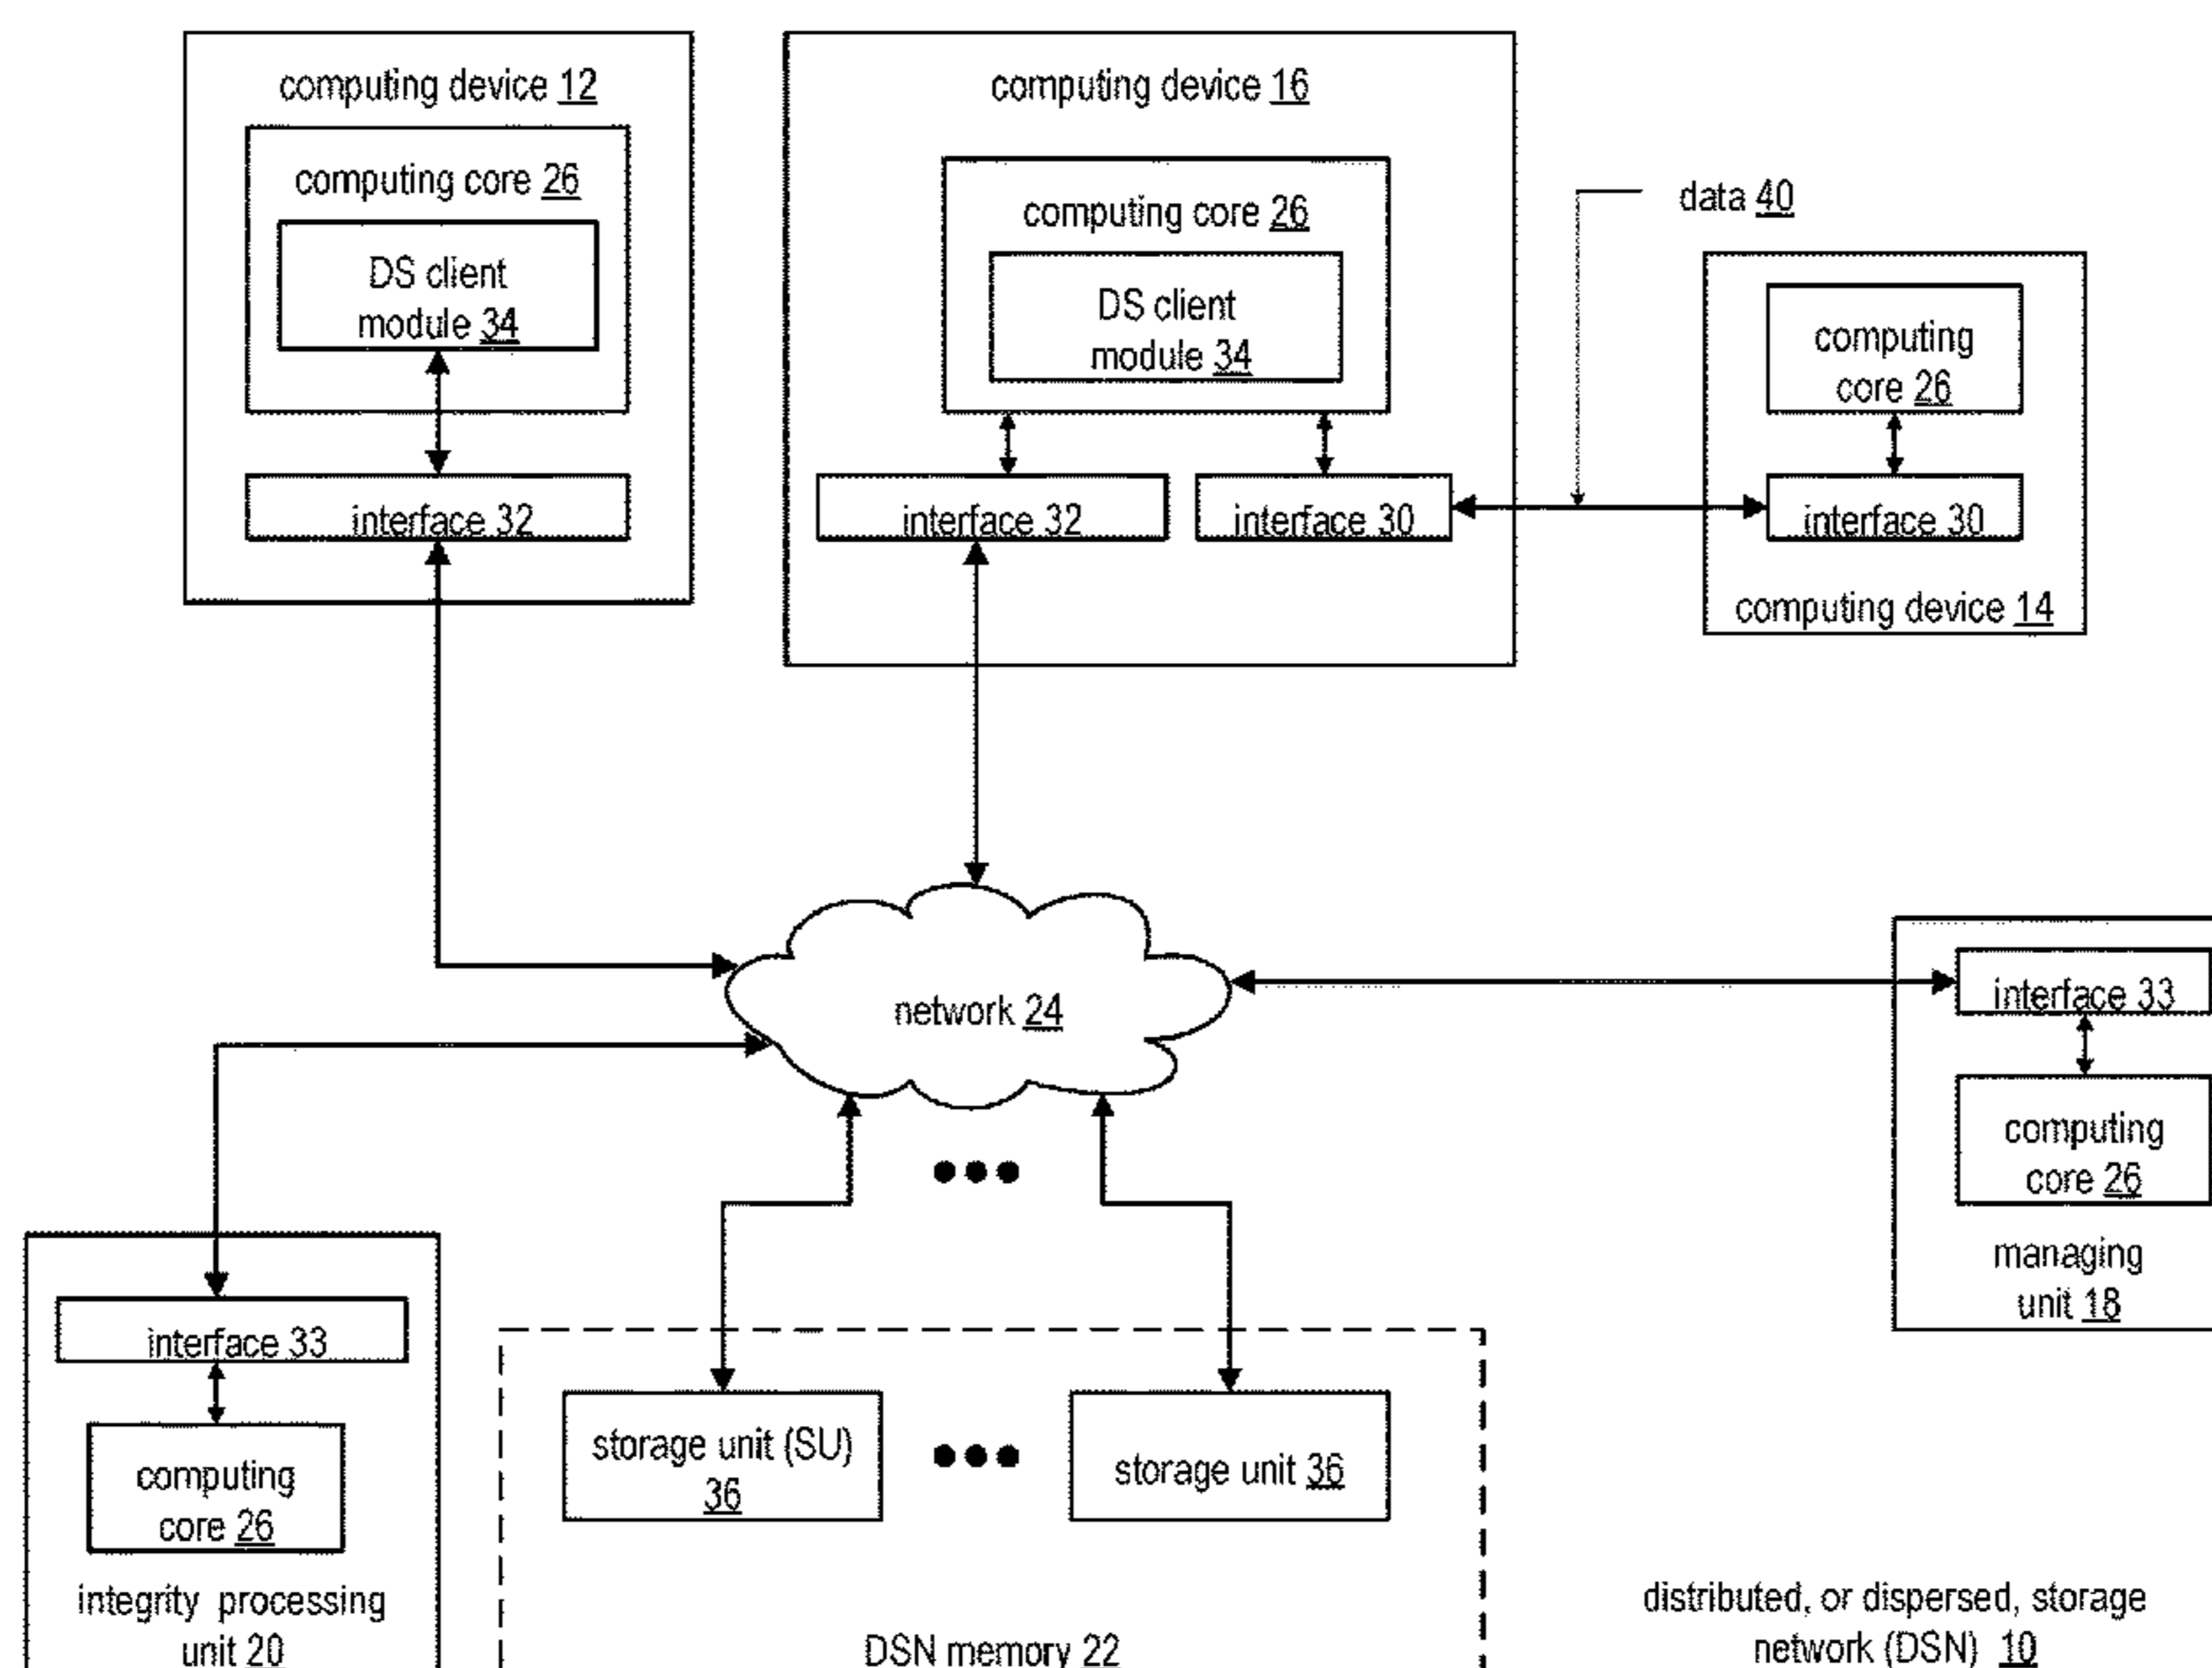 computing device 12
computing core 26
DS client
module 34
interface 32
computing device 16
computing core 26
DS client
module 34
interface 32
interface 30
data 40
computing
core 26
interface 30
computing device 14
network 24
interface 33
computing
core 26
managing
unit 18
interface 33
computing
core 26
integrity processing
unit 20
storage unit (SU)
36
storage unit 36
DSN memory 22
distributed, or dispersed, storage
network (DSN) 10